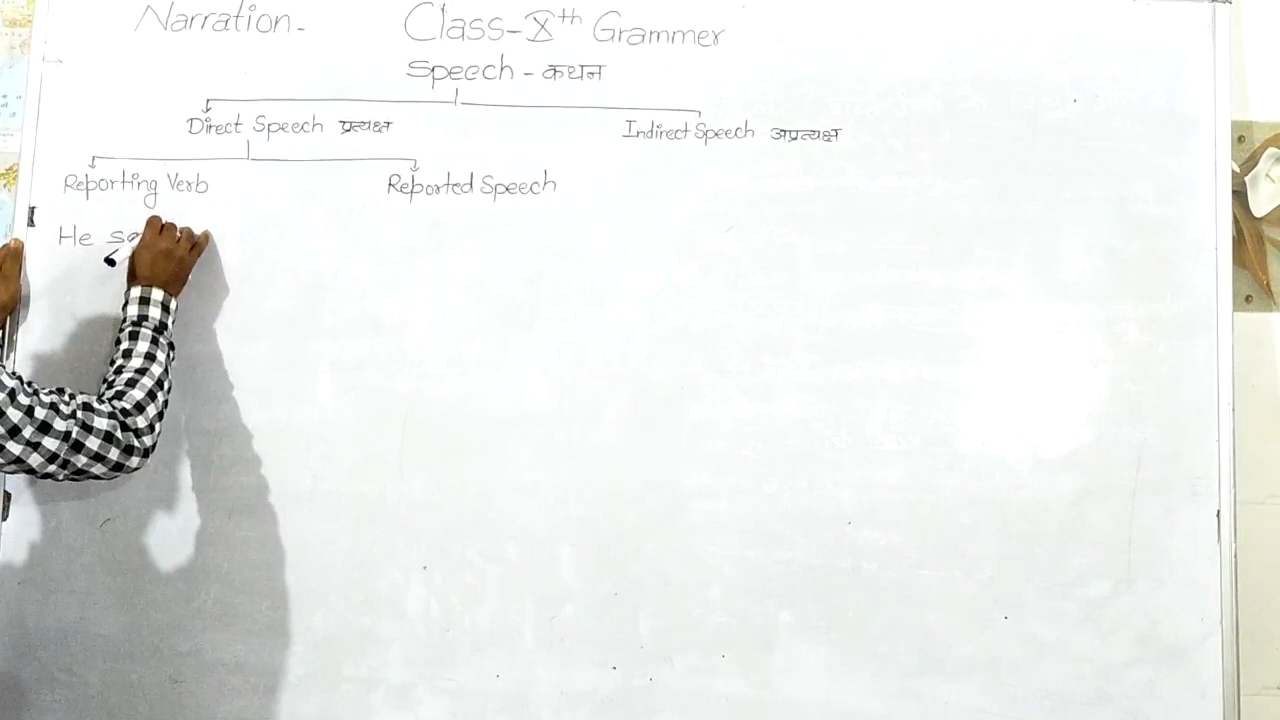 Narration- Class-Xth Grammer
Speech - कथन
Direct Speech प्रत्यक्ष Indirect Speech अप्रत्यक्ष
Reporting Verb Reported Speech
He